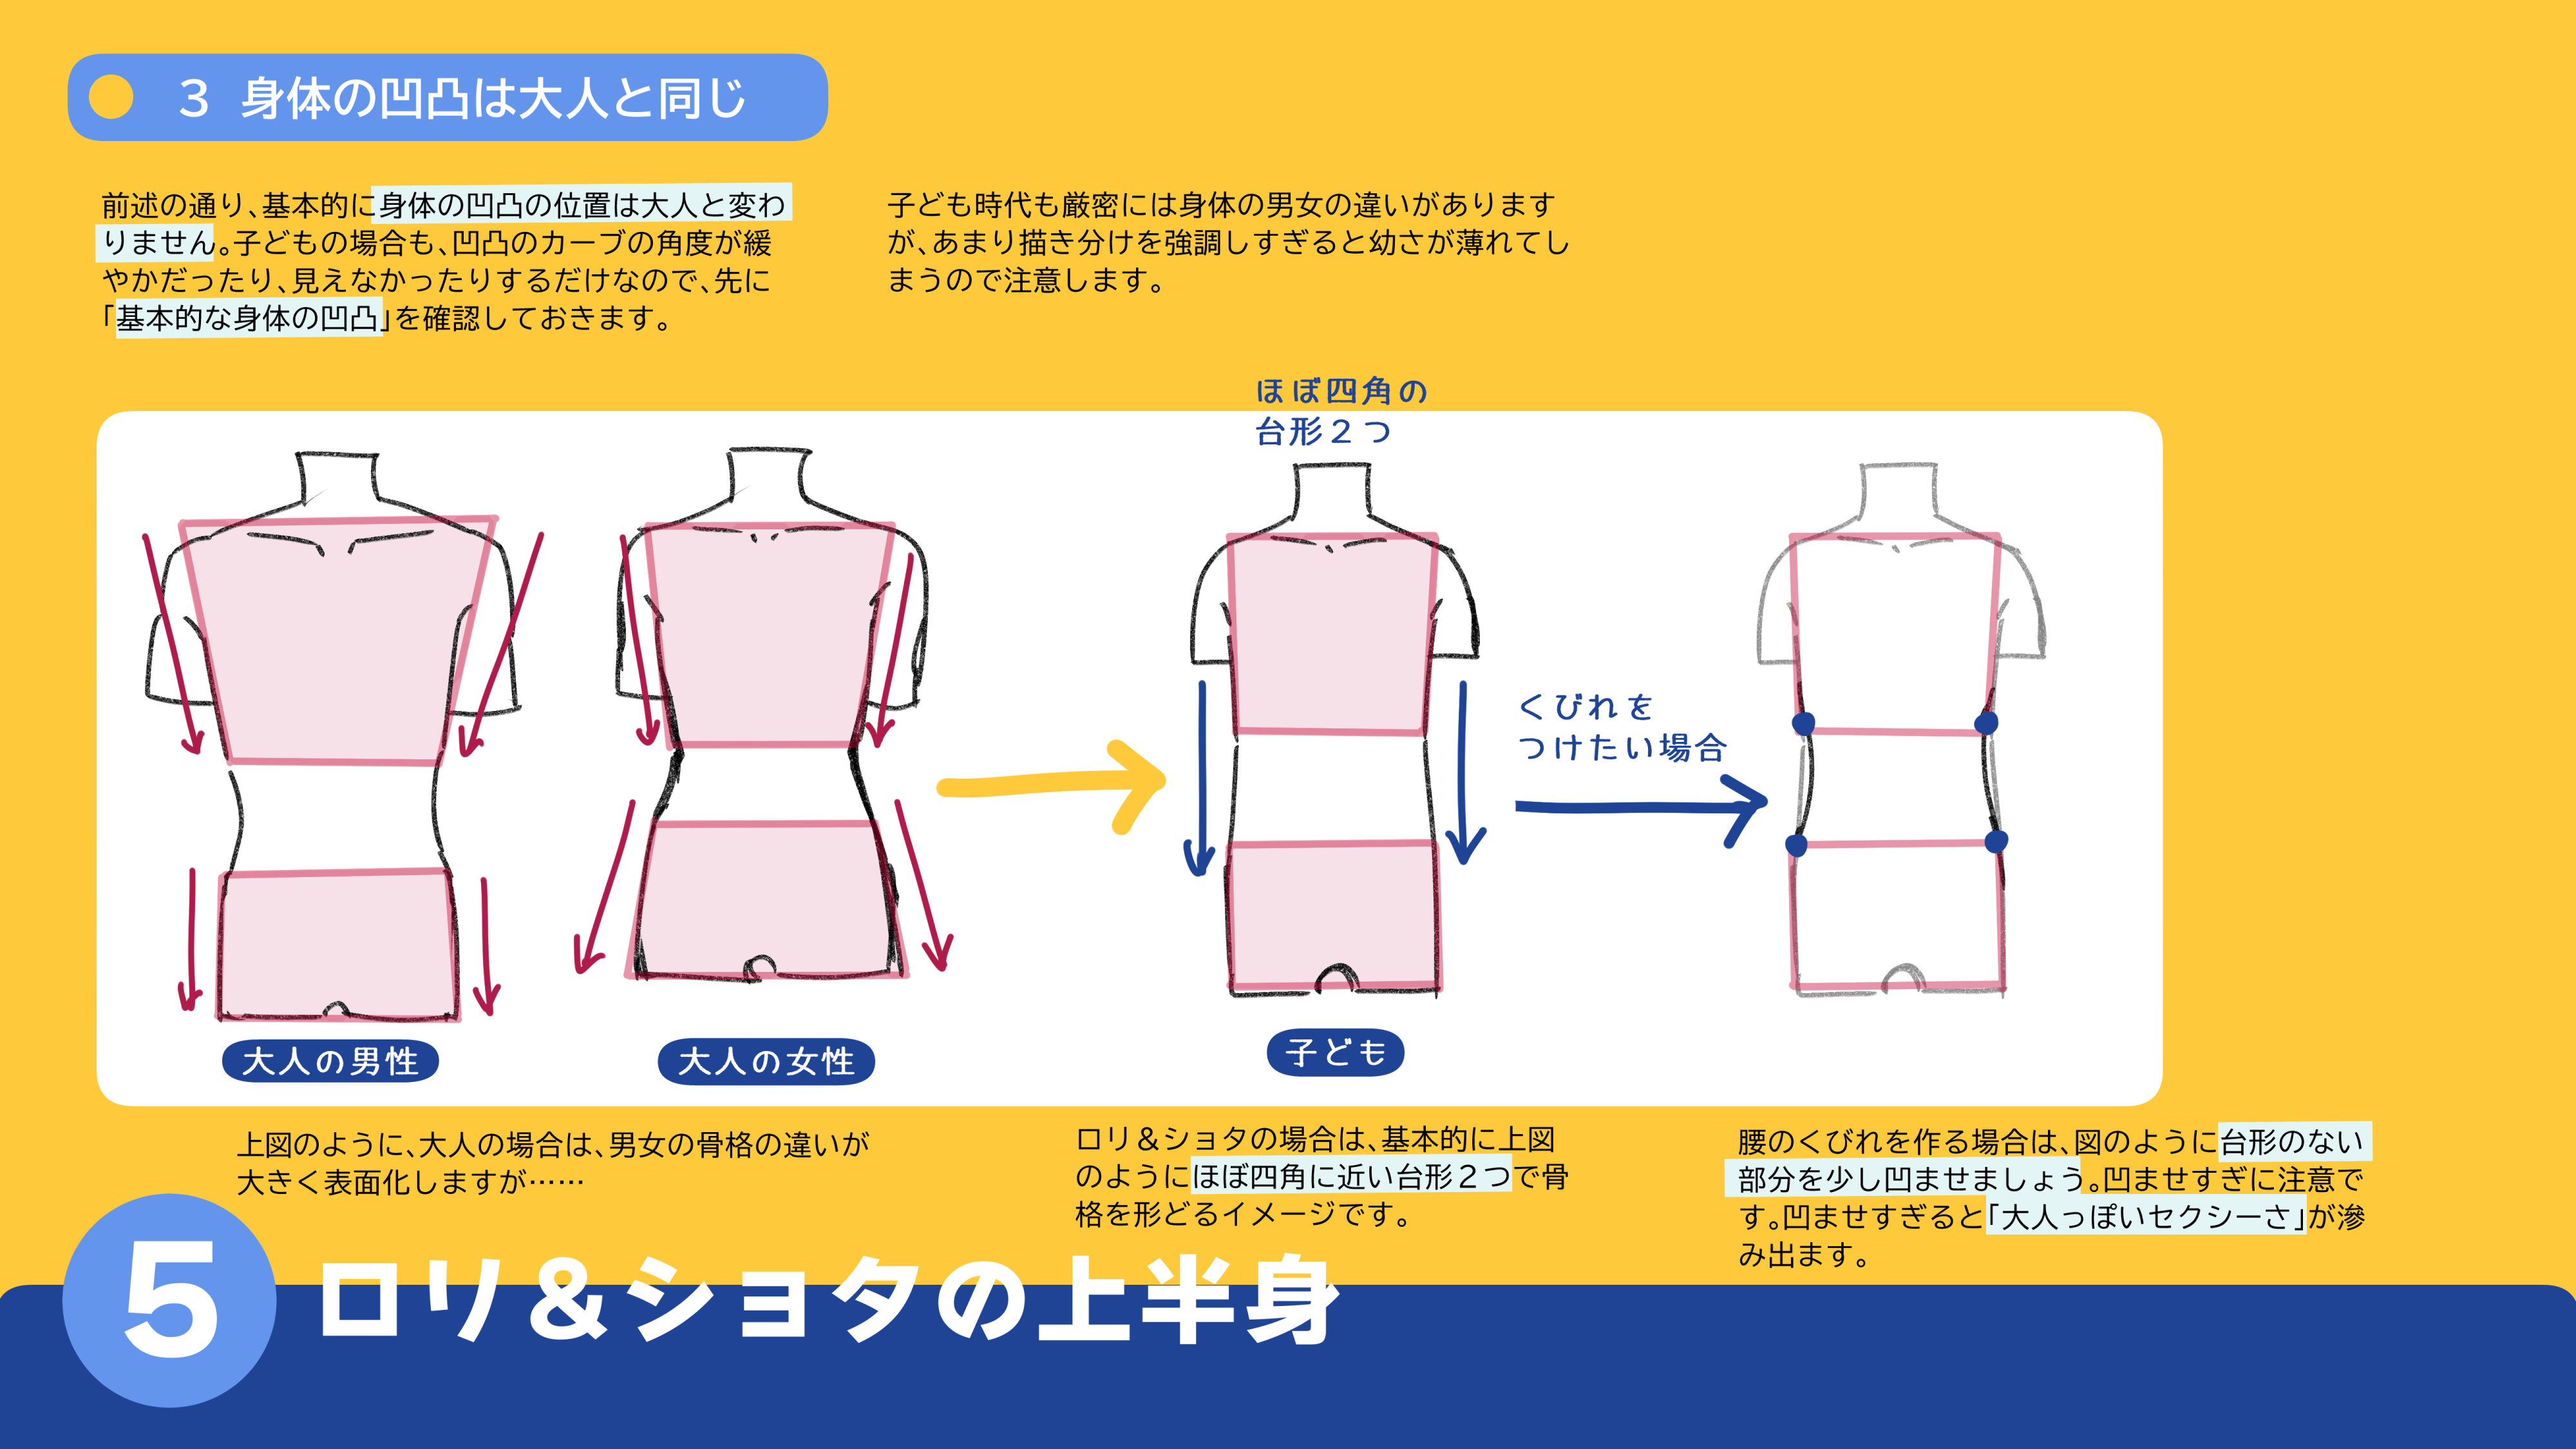 3 身体の凹凸は大人と同じ
前述の通り、基本的に身体の凹凸の位置は大人と変わ
りません。子どもの場合も、凹凸のカーブの角度が緩
やかだったり、見えなかったりするだけなので、先に
「基本的な身体の凹凸」を確認しておきます。
子ども時代も厳密には身体の男女の違いがあります
が、あまり描き分けを強調しすぎると幼さが薄れてし
まうので注意します。
ほぼ四角の
台形2つ
くびれを
つけたい場合
大人の男性
大人の女性
子ども
上図のように、大人の場合は、男女の骨格の違いが
大きく表面化しますが……
ロリ&ショタの場合は、基本的に上図
のようにほぼ四角に近い台形2つで骨
格を形どるイメージです。
腰のくびれを作る場合は、図のように台形のない
部分を少し凹ませましょう。凹ませすぎに注意で
す。凹ませすぎると「大人っぽいセクシーさ」が滲
み出ます。
5 ロリ&ショタの上半身